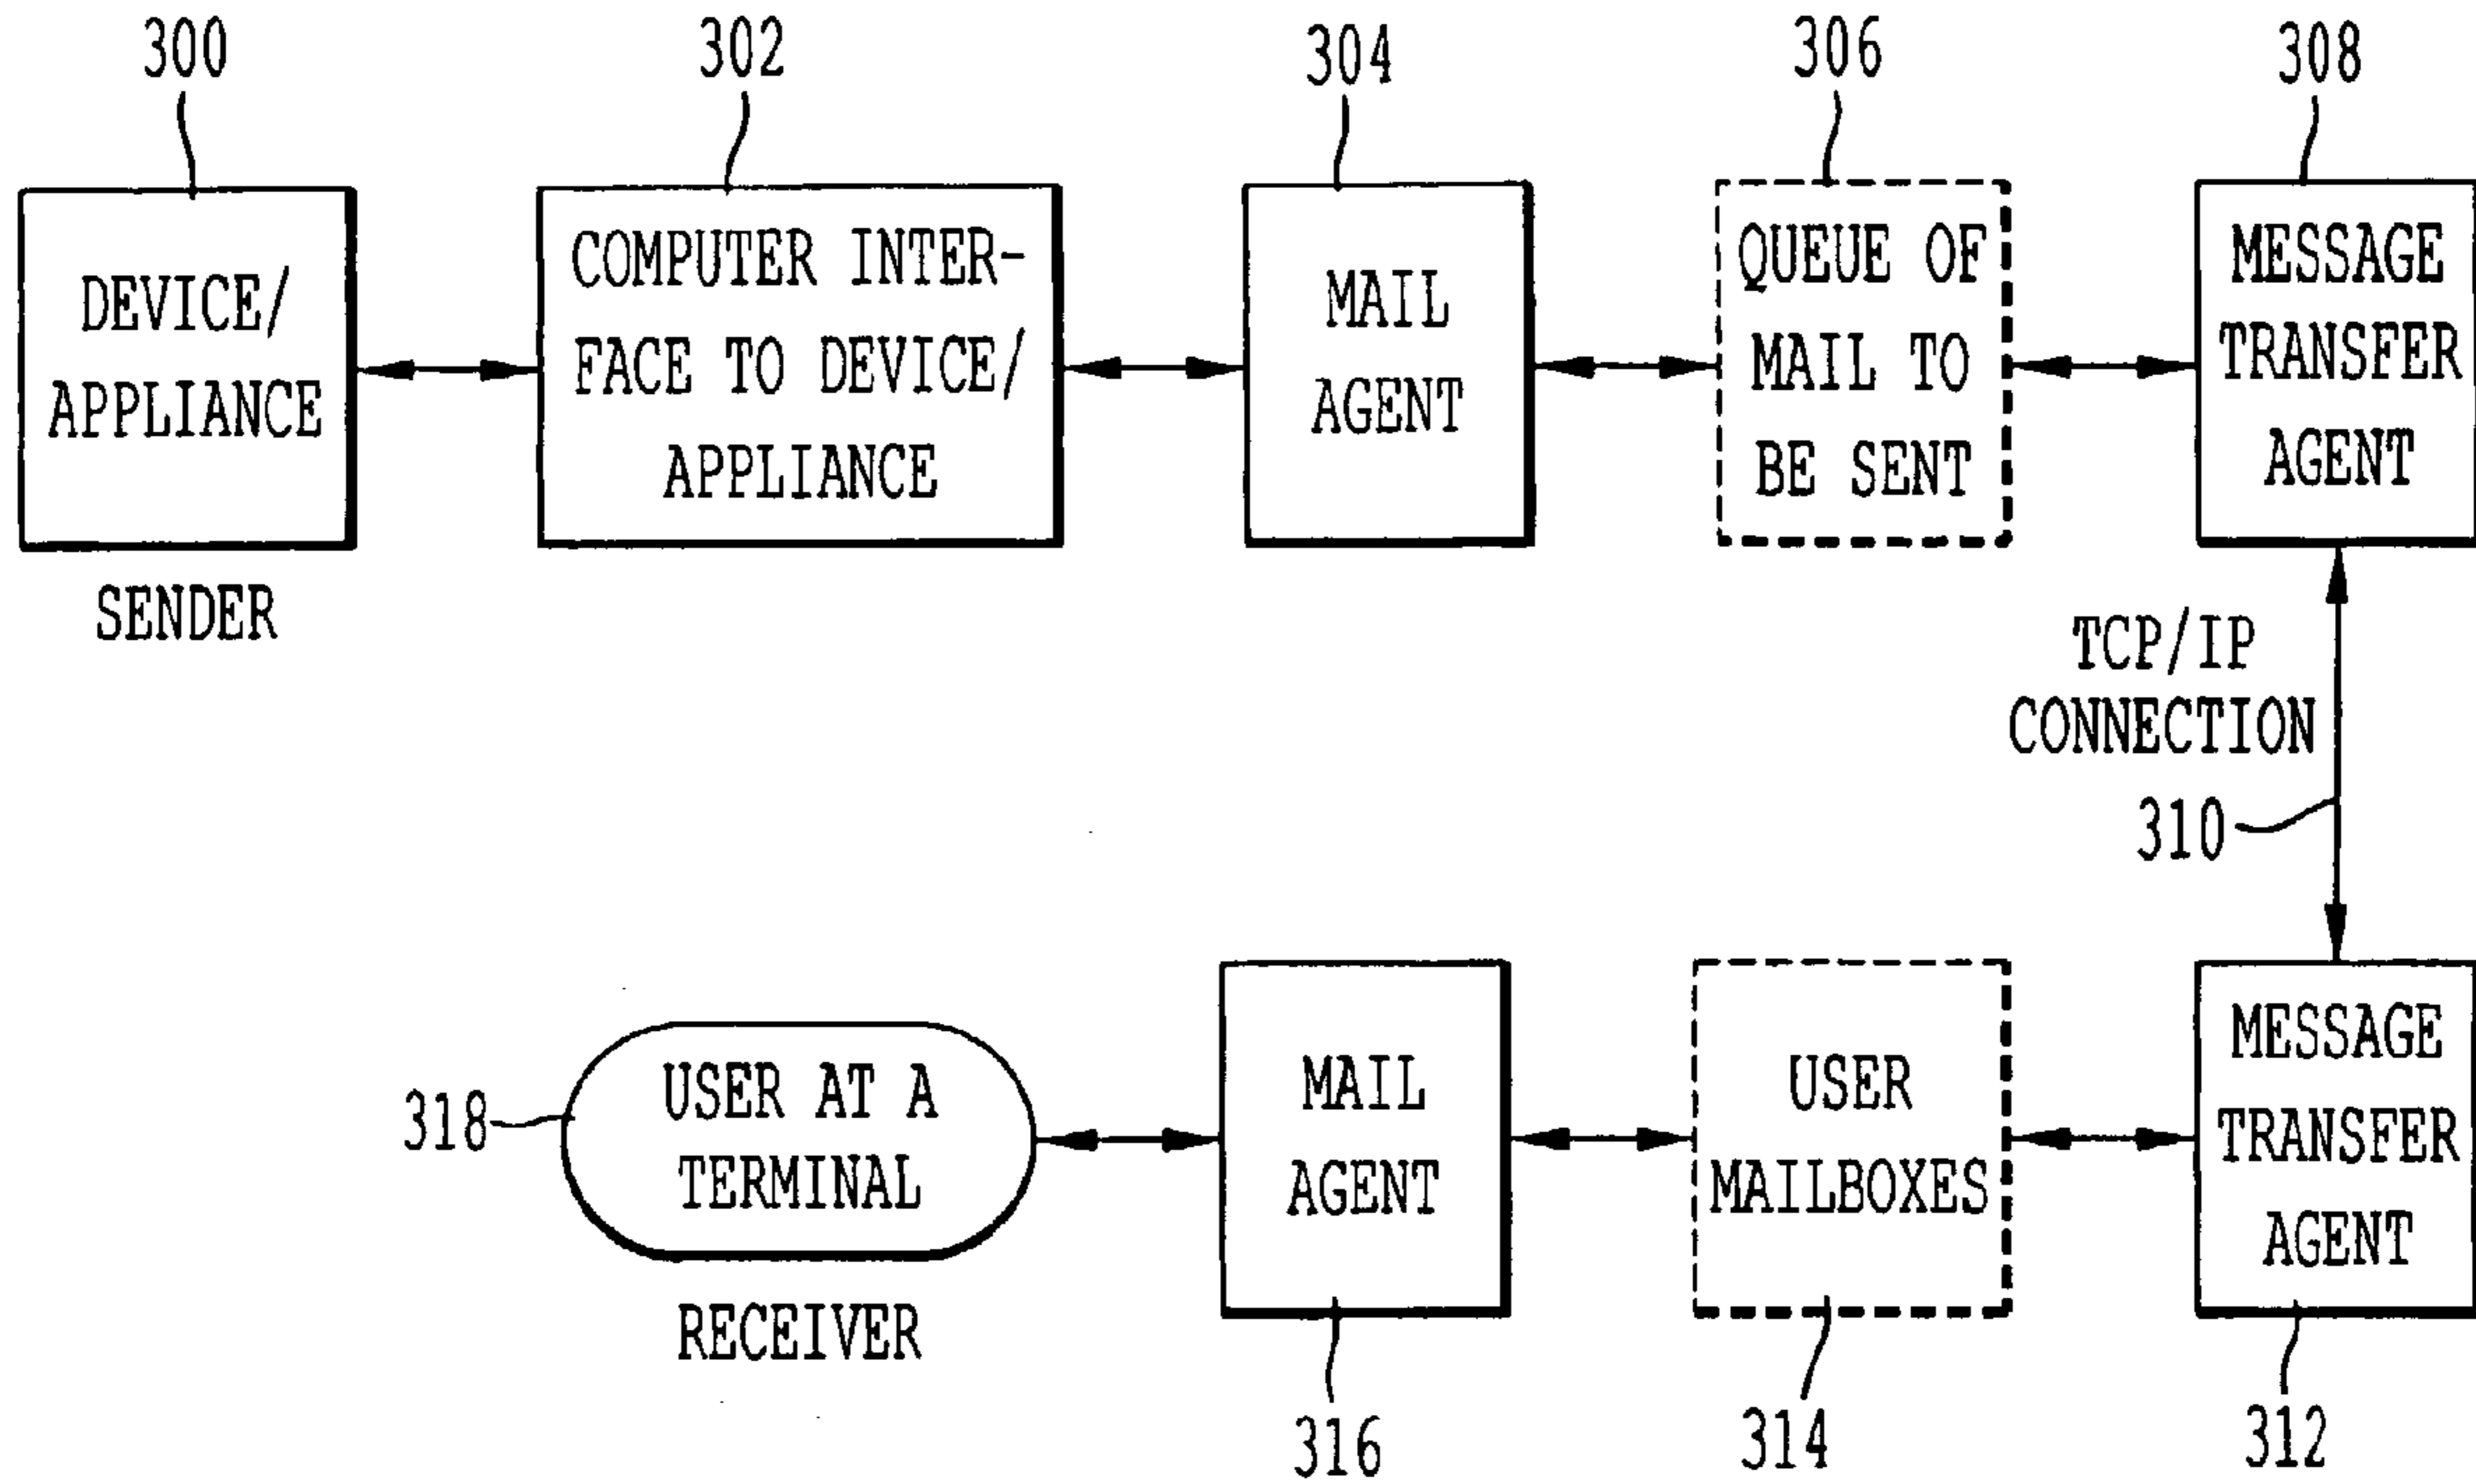 300
302
304
306
308
DEVICE/
APPLIANCE
COMPUTER INTER-
FACE TO DEVICE/
APPLIANCE
MAIL
AGENT
QUEUE OF
MAIL TO
BE SENT
MESSAGE
TRANSFER
AGENT
SENDER
TCP/IP
CONNECTION
310
318
USER AT A
TERMINAL
MAIL
AGENT
USER
MAILBOXES
MESSAGE
TRANSFER
AGENT
RECEIVER
316
314
312